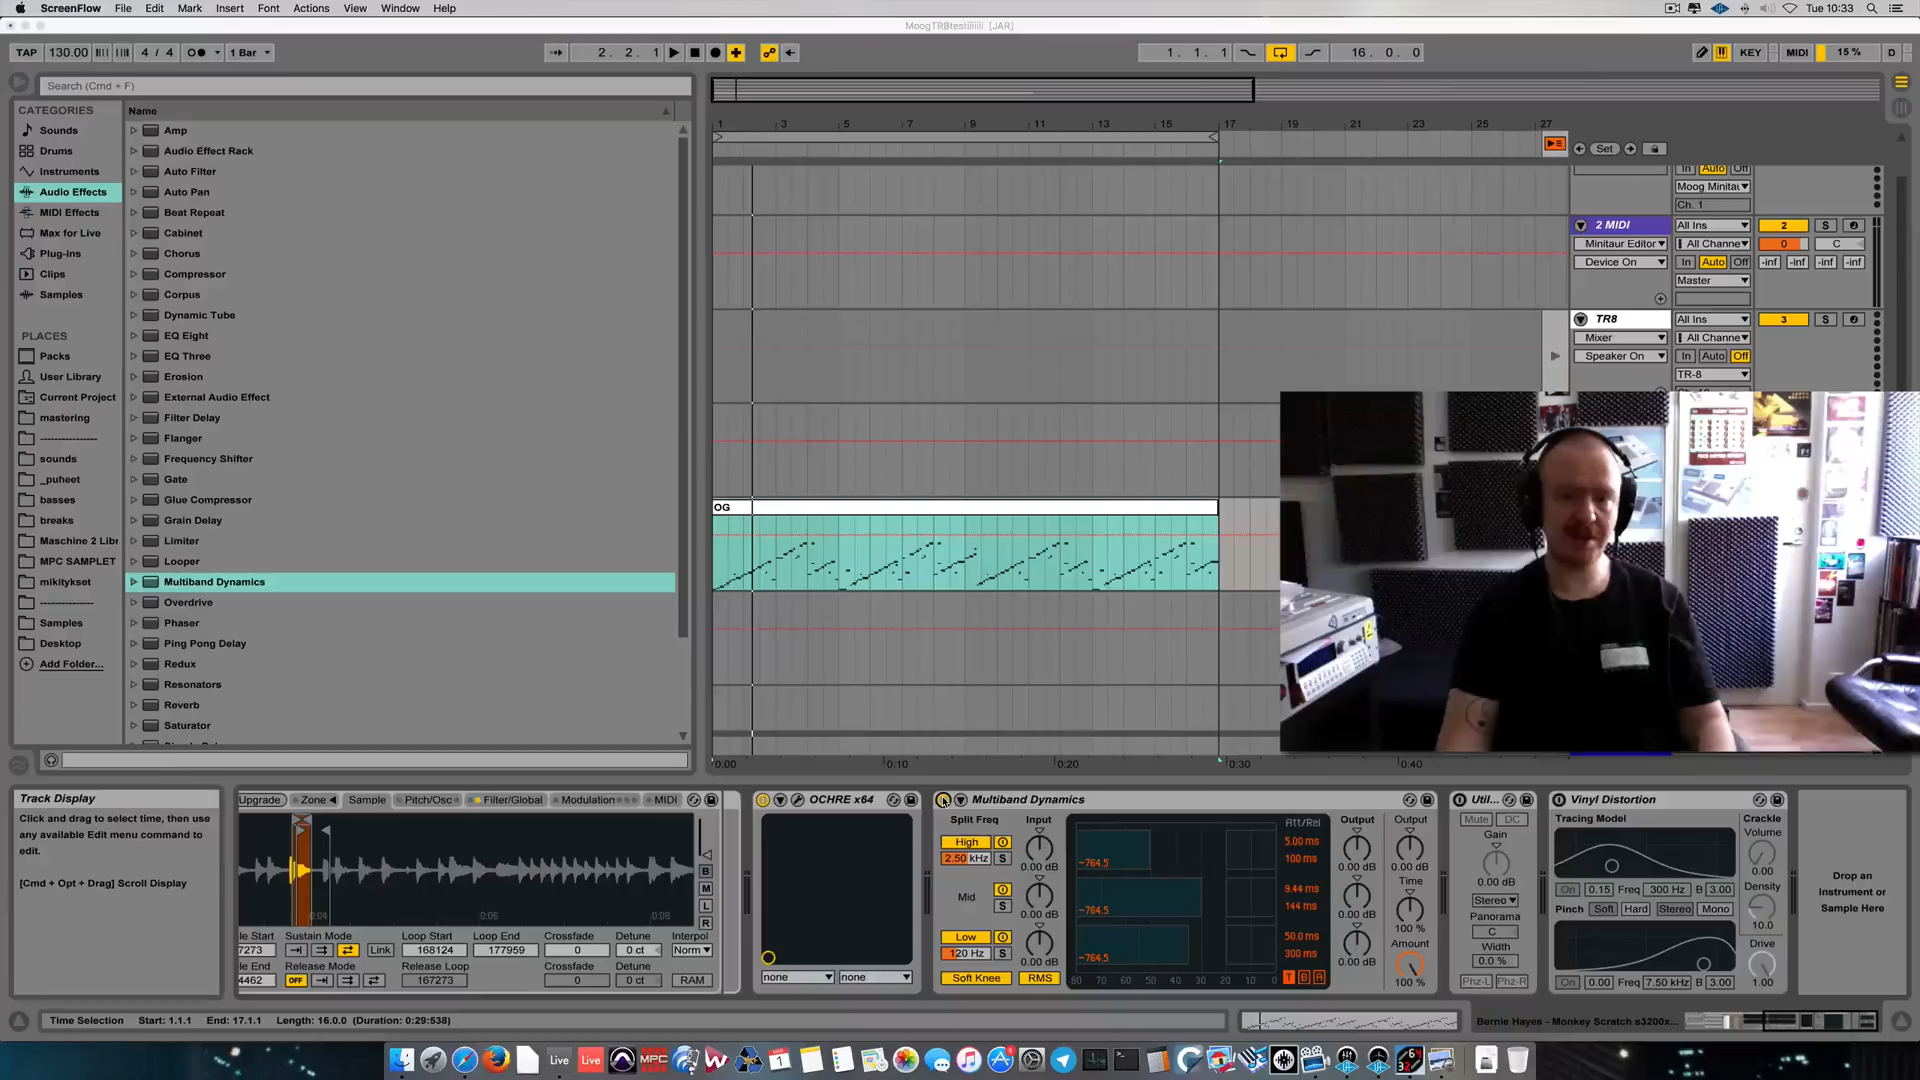 ScreenFlow File Edit Mark Insert Font Actions View Window Help
Tue 10:33
MoogTR8testiiiiiii [JAR]
TAP 130.00 4 / 4 1 Bar
2. 2. 1
1. 1. 1
16. 0. 0
KEY MIDI 15 % D
Search (Cmd + F)
CATEGORIES
Sounds
Drums
Instruments
Audio Effects
MIDI Effects
Max for Live
Plug-ins
Clips
Samples
PLACES
Packs
User Library
Current Project
mastering
----------------
sounds
_puheet
basses
breaks
Maschine 2 Libr
MPC SAMPLET
mikitykset
---------------
Samples
Desktop
Add Folder...
Name
Amp
Audio Effect Rack
Auto Filter
Auto Pan
Beat Repeat
Cabinet
Chorus
Compressor
Corpus
Dynamic Tube
EQ Eight
EQ Three
Erosion
External Audio Effect
Filter Delay
Flanger
Frequency Shifter
Gate
Glue Compressor
Grain Delay
Limiter
Looper
Multiband Dynamics
Overdrive
Phaser
Ping Pong Delay
Redux
Resonators
Reverb
Saturator
1 3 5 7 9 11 13 15 17 19 21 23 25 27
Set
In Auto Off
Moog Minitau
Ch. 1
2 MIDI All Ins 2 S
Minitaur Editor All Channe 0 C
Device On In Auto Off -inf -inf -inf -inf
Master
TR8 All Ins 3 S
Mixer All Channe
Speaker On In Auto Off
TR-8
OG
0:00 0:10 0:20 0:30 0:40
Track Display
Click and drag to select time, then use
any available Edit menu command to
edit.
[Cmd + Opt + Drag] Scroll Display
Upgrade Zone Sample Pitch/Osc Filter/Global Modulation MIDI
B
M
L
R
0:04 0:06 0:08
le Start Sustain Mode Loop Start Loop End Crossfade Detune Interpol
7273 Link 168124 177959 0 0 ct Norm
le End Release Mode Release Loop Crossfade Detune
4462 OFF 167273 0 0 ct RAM
OCHRE x64
none none
Multiband Dynamics
Split Freq Input Att/Rel Output Output
High 5.00 ms
2.50 kHz S 0.00 dB -764.5 100 ms 0.00 dB 0.00 dB
Time
Mid S 0.00 dB -764.5 9.44 ms 144 ms 0.00 dB 100 %
Low 50.0 ms Amount
120 Hz S 0.00 dB -764.5 300 ms 0.00 dB
Soft Knee RMS 80 70 60 50 40 30 20 10 0 T B A 100 %
Util...
Mute DC
Gain
0.00 dB
Stereo
Panorama
C
Width
0.0 %
Phz-L Phz-R
Vinyl Distortion
Tracing Model Crackle
Volume
On 0.15 Freq 300 Hz B 3.00
Density
Pinch Soft Hard Stereo Mono
10.0
Drive
On 0.00 Freq 7.50 kHz B 3.00 1.00
Drop an
Instrument or
Sample Here
Time Selection Start: 1.1.1 End: 17.1.1 Length: 16.0.0 (Duration: 0:29:538)
Bernie Hayes - Monkey Scratch s3200x...
Live Live MPC